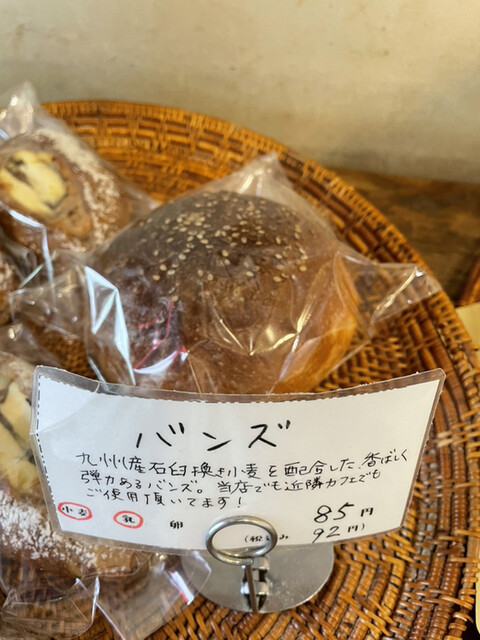 バンズ
九州産石臼挽き小麦を配合した、香ばしく
弾力あるバンズ。当店でも近隣カフェでも
ご使用頂いてます!
小麦 乳 卵 85円
(税込み 92円)